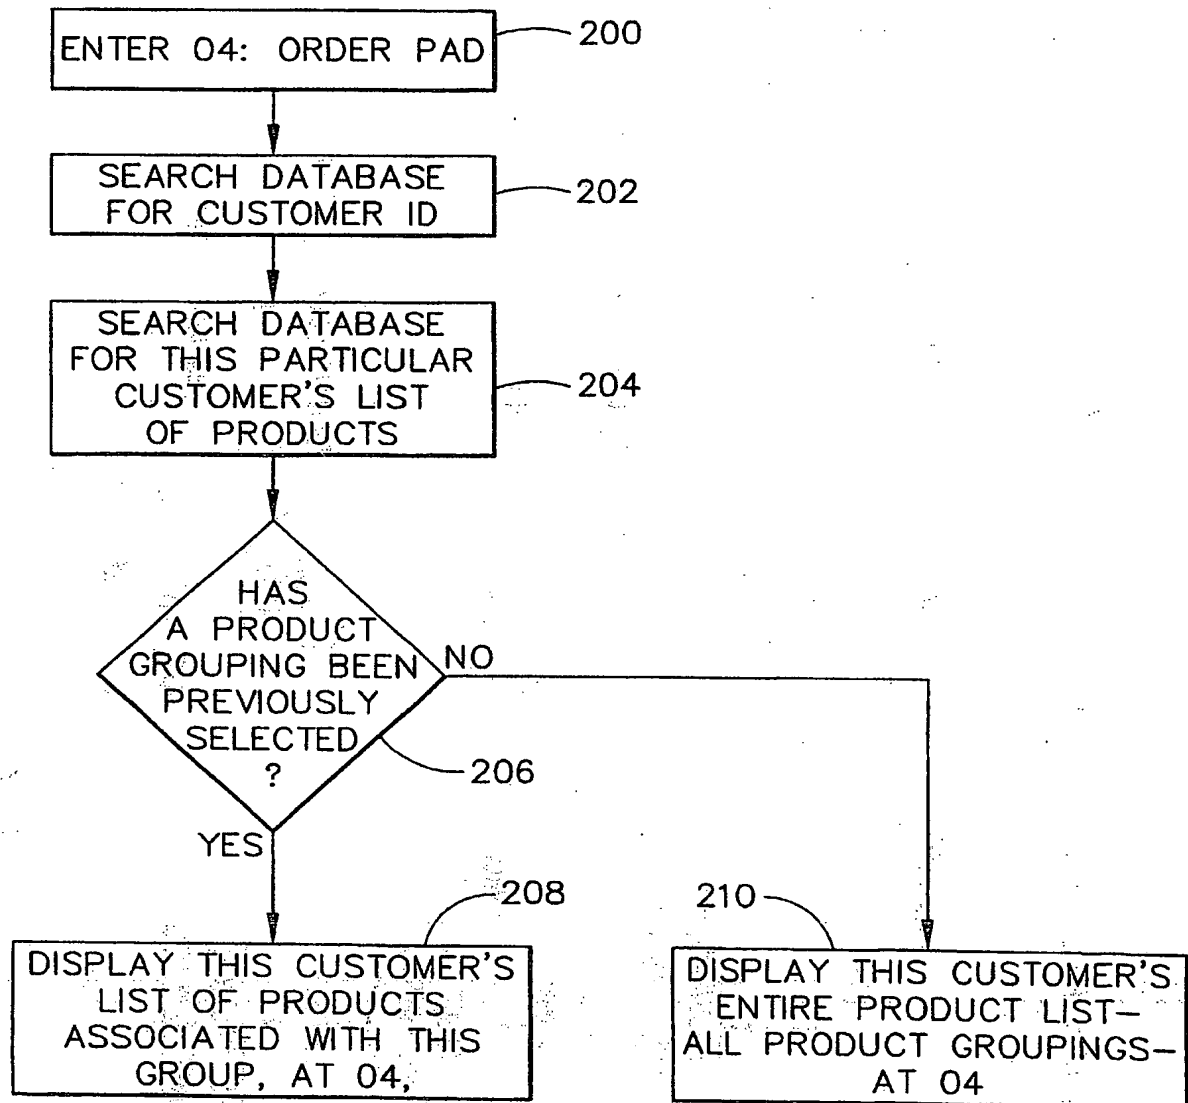 ENTER 04: ORDER PAD
200
SEARCH DATABASE
FOR CUSTOMER ID
202
SEARCH DATABASE
FOR THIS PARTICULAR
CUSTOMER'S LIST
OF PRODUCTS
204
HAS
A PRODUCT
GROUPING BEEN
PREVIOUSLY
SELECTED
?
NO
206
YES
208
DISPLAY THIS CUSTOMER'S
LIST OF PRODUCTS
ASSOCIATED WITH THIS
GROUP, AT 04,
210
DISPLAY THIS CUSTOMER'S
ENTIRE PRODUCT LIST—
ALL PRODUCT GROUPINGS—
AT 04